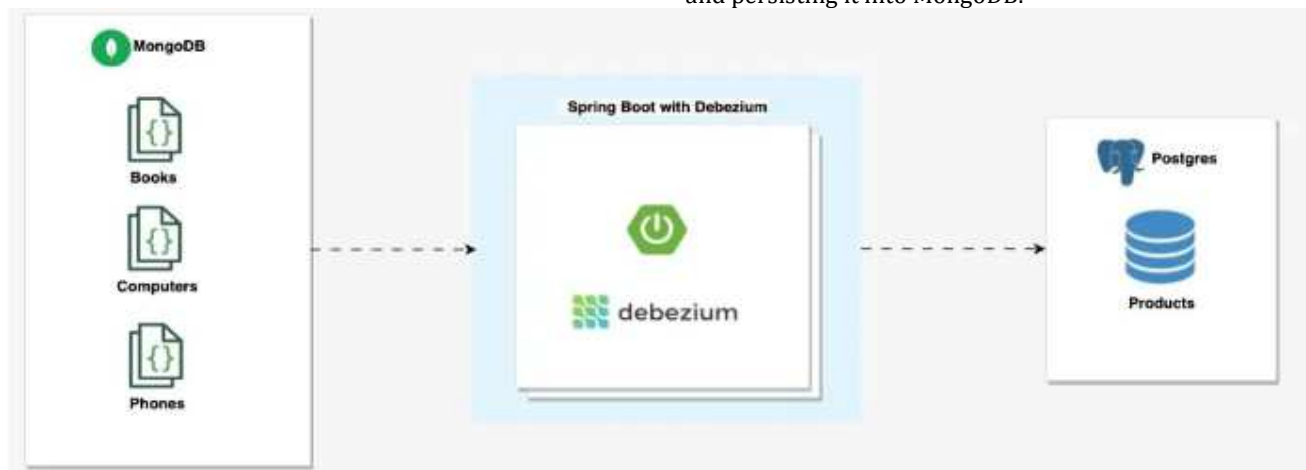 and persisting it into MongoDB.
MongoDB
Books
Computers
Phones
Spring Boot with Debezium
debezium
Postgres
Products